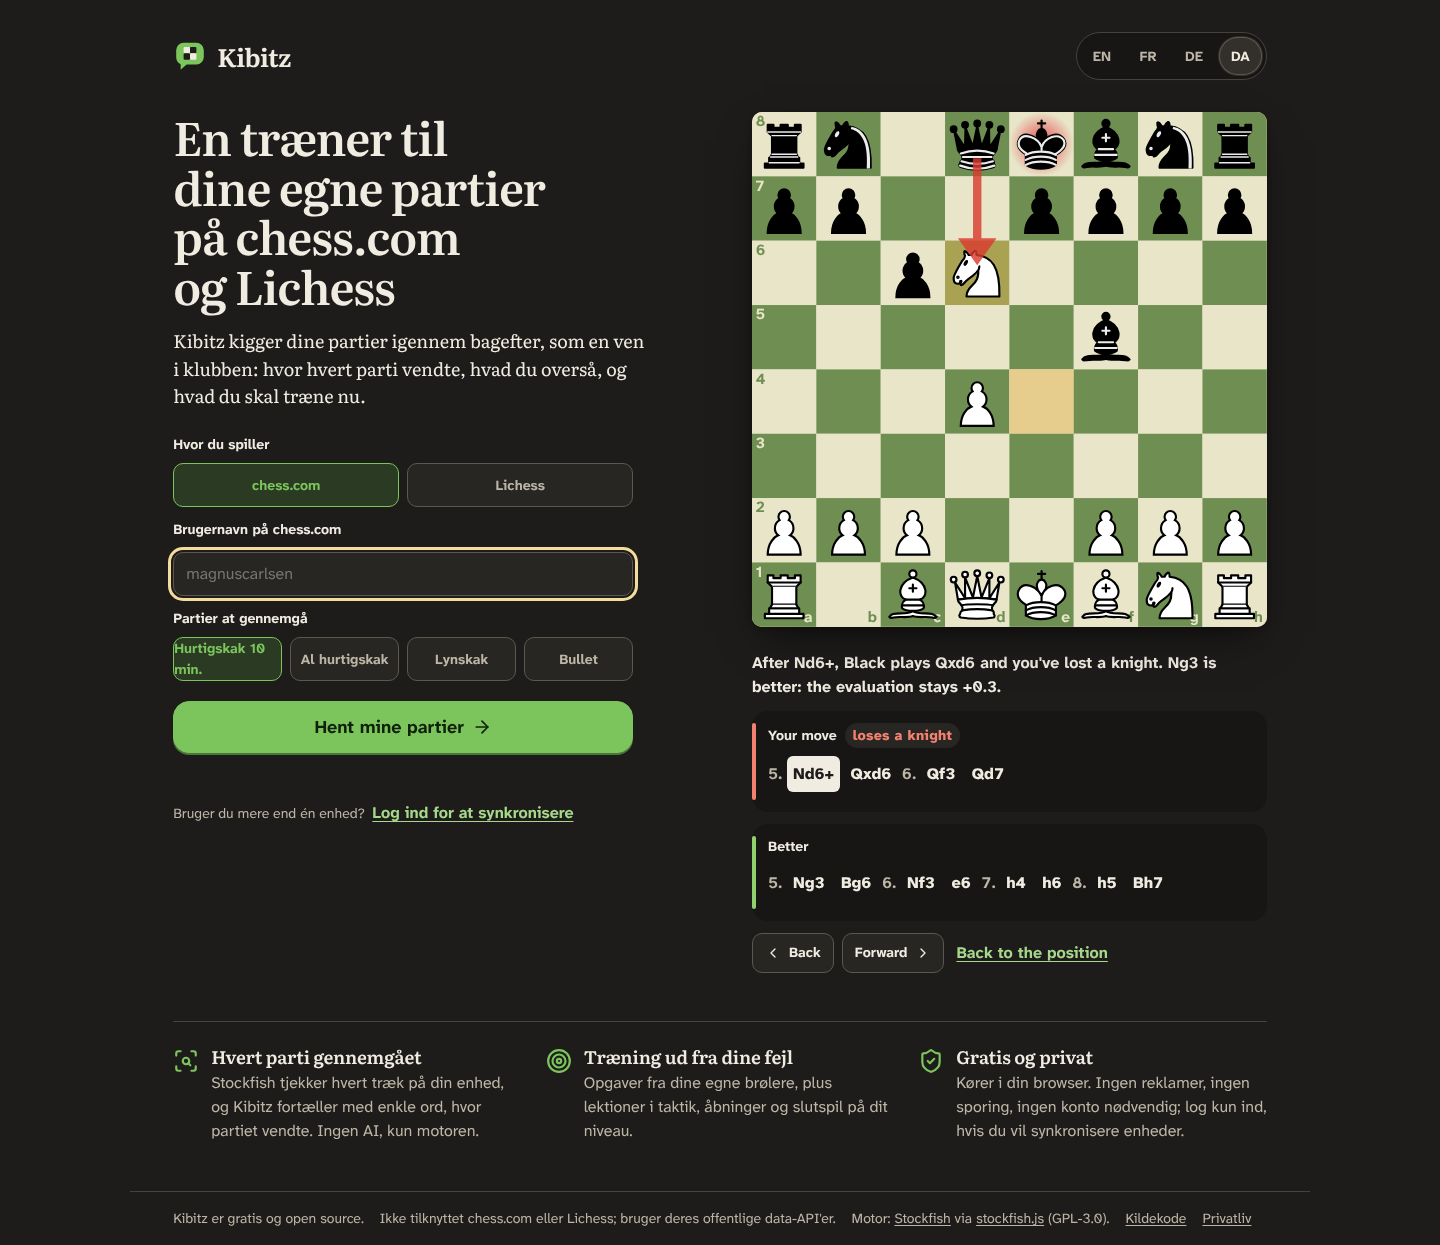 Kibitz
EN FR DE DA
En træner til
dine egne partier
på chess.com
og Lichess
Kibitz kigger dine partier igennem bagefter, som en ven
i klubben: hvor hvert parti vendte, hvad du overså, og
hvad du skal træne nu.
Hvor du spiller
chess.com Lichess
Brugernavn på chess.com
magnuscarlsen
Partier at gennemgå
Hurtigskak 10
min.
Al hurtigskak Lynskak Bullet
Hent mine partier
Bruger du mere end én enhed? Log ind for at synkronisere
8
7
6
5
4
3
2
1
a b c d e f g h
After Nd6+, Black plays Qxd6 and you've lost a knight. Ng3 is
better: the evaluation stays +0.3.
Your move loses a knight
5. Nd6+ Qxd6 6. Qf3 Qd7
Better
5. Ng3 Bg6 6. Nf3 e6 7. h4 h6 8. h5 Bh7
Back Forward Back to the position
Hvert parti gennemgået
Stockfish tjekker hvert træk på din enhed,
og Kibitz fortæller med enkle ord, hvor
partiet vendte. Ingen AI, kun motoren.
Træning ud fra dine fejl
Opgaver fra dine egne brølere, plus
lektioner i taktik, åbninger og slutspil på dit
niveau.
Gratis og privat
Kører i din browser. Ingen reklamer, ingen
sporing, ingen konto nødvendig; log kun ind,
hvis du vil synkronisere enheder.
Kibitz er gratis og open source. Ikke tilknyttet chess.com eller Lichess; bruger deres offentlige data-API'er. Motor: Stockfish via stockfish.js (GPL-3.0). Kildekode Privatliv